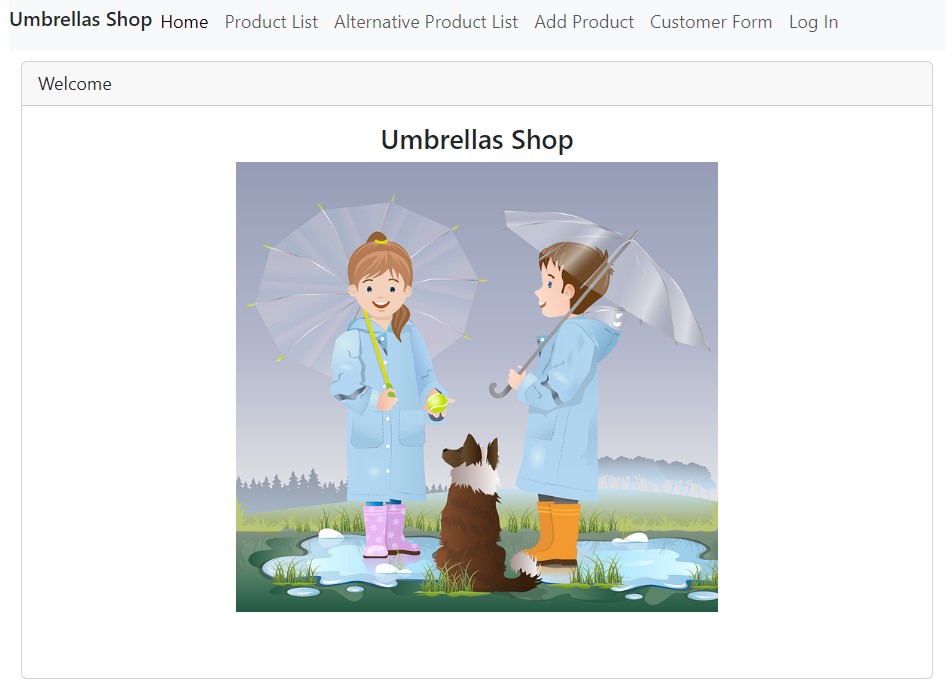 Umbrellas Shop Home Product List Alternative Product List Add Product Customer Form Log In
Welcome
Umbrellas Shop